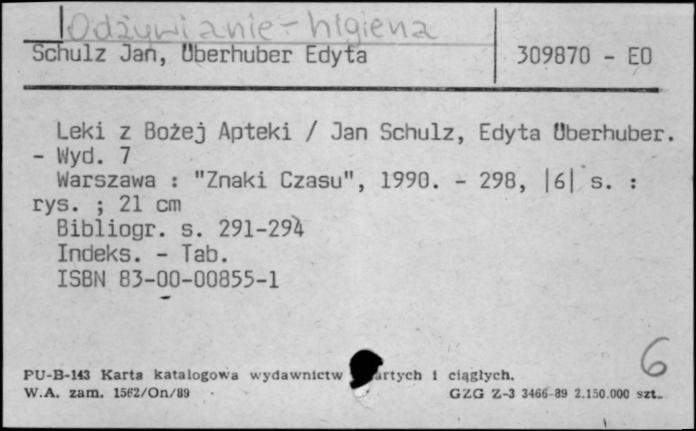 Odżywianie - higiena
Schulz Jan, Überhuber Edyta
309870 - EO
Leki z Bożej Apteki / Jan Schulz, Edyta Überhuber.
- Wyd. 7
Warszawa : "Znaki Czasu", 1990. - 298, |6| s. :
rys. ; 21 cm
Bibliogr. s. 291-294
Indeks. - Tab.
ISBN 83-00-00855-1
6
PU-B-143 Karta katalogowa wydawnictw artych i ciągłych.
W.A. zam. 1562/On/89
GZG Z-3 3466-89 2.150.000 szt.